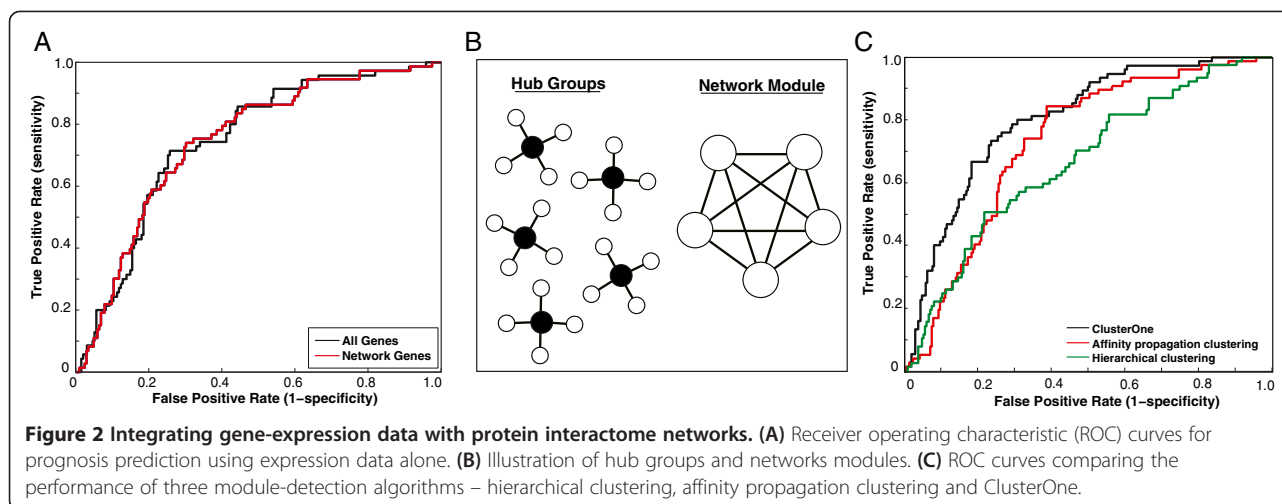 A
1.0
0.8
0.6
0.4
0.2
0
True Positive Rate (sensitivity)
All Genes
Network Genes
0 0.2 0.4 0.6 0.8 1.0
False Positive Rate (1−specificity)
B
Hub Groups
Network Module
C
1.0
0.8
0.6
0.4
0.2
0.0
True Positive Rate (sensitivity)
ClusterOne
Affinity propagation clustering
Hierarchical clustering
0 0.2 0.4 0.6 0.8 1.0
False Positive Rate (1−specificity)
Figure 2 Integrating gene-expression data with protein interactome networks. (A) Receiver operating characteristic (ROC) curves for
prognosis prediction using expression data alone. (B) Illustration of hub groups and networks modules. (C) ROC curves comparing the
performance of three module-detection algorithms – hierarchical clustering, affinity propagation clustering and ClusterOne.